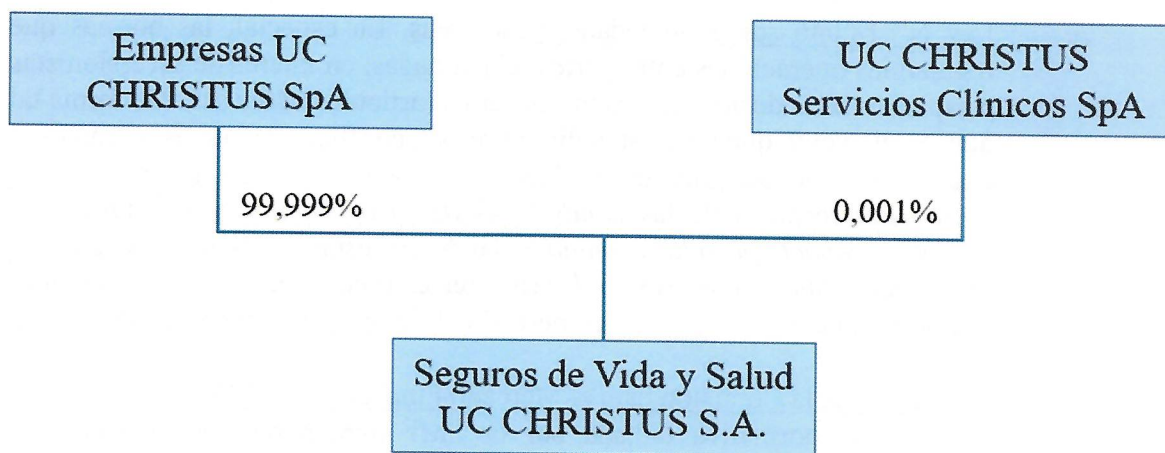 Empresas UC
CHRISTUS SpA
UC CHRISTUS
Servicios Clínicos SpA
99,999%
0,001%
Seguros de Vida y Salud
UC CHRISTUS S.A.